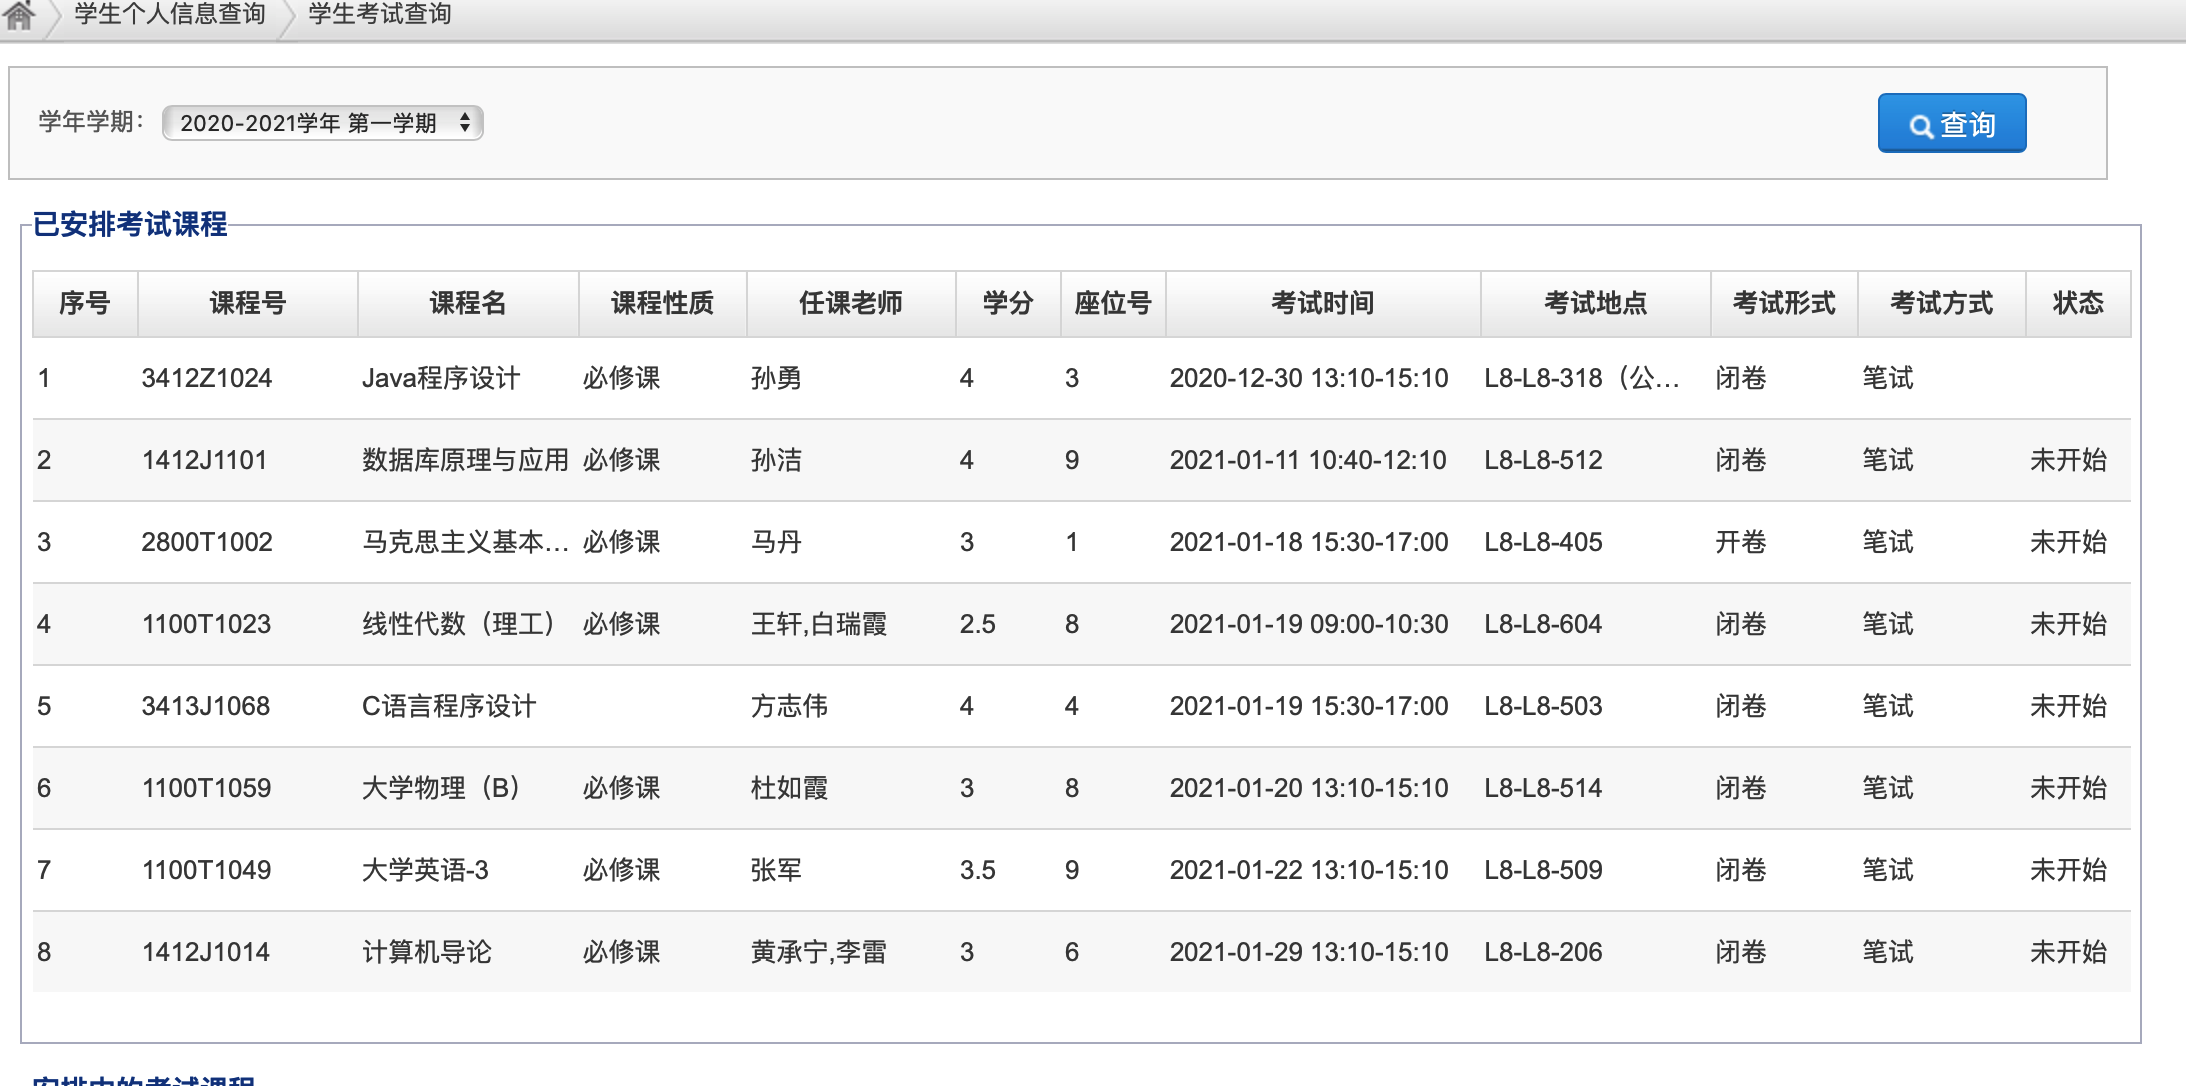 学生个人信息查询 学生考试查询
学年学期： 2020-2021学年 第一学期 查询
已安排考试课程
序号 课程号 课程名 课程性质 任课老师 学分 座位号 考试时间 考试地点 考试形式 考试方式 状态
1 3412Z1024 Java程序设计 必修课 孙勇 4 3 2020-12-30 13:10-15:10 L8-L8-318（公... 闭卷 笔试
2 1412J1101 数据库原理与应用 必修课 孙洁 4 9 2021-01-11 10:40-12:10 L8-L8-512 闭卷 笔试 未开始
3 2800T1002 马克思主义基本... 必修课 马丹 3 1 2021-01-18 15:30-17:00 L8-L8-405 开卷 笔试 未开始
4 1100T1023 线性代数（理工） 必修课 王轩,白瑞霞 2.5 8 2021-01-19 09:00-10:30 L8-L8-604 闭卷 笔试 未开始
5 3413J1068 C语言程序设计 方志伟 4 4 2021-01-19 15:30-17:00 L8-L8-503 闭卷 笔试 未开始
6 1100T1059 大学物理（B） 必修课 杜如霞 3 8 2021-01-20 13:10-15:10 L8-L8-514 闭卷 笔试 未开始
7 1100T1049 大学英语-3 必修课 张军 3.5 9 2021-01-22 13:10-15:10 L8-L8-509 闭卷 笔试 未开始
8 1412J1014 计算机导论 必修课 黄承宁,李雷 3 6 2021-01-29 13:10-15:10 L8-L8-206 闭卷 笔试 未开始
安排中的考试课程